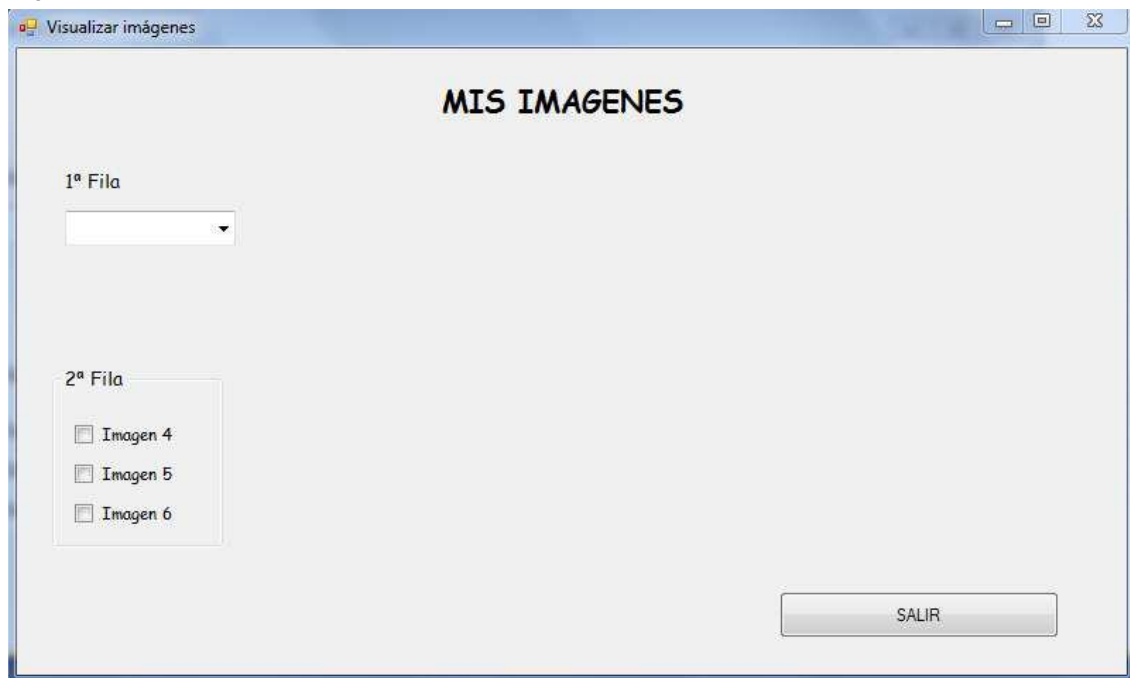 Visualizar imágenes
MIS IMAGENES
1ª Fila
2ª Fila
Imagen 4
Imagen 5
Imagen 6
SALIR